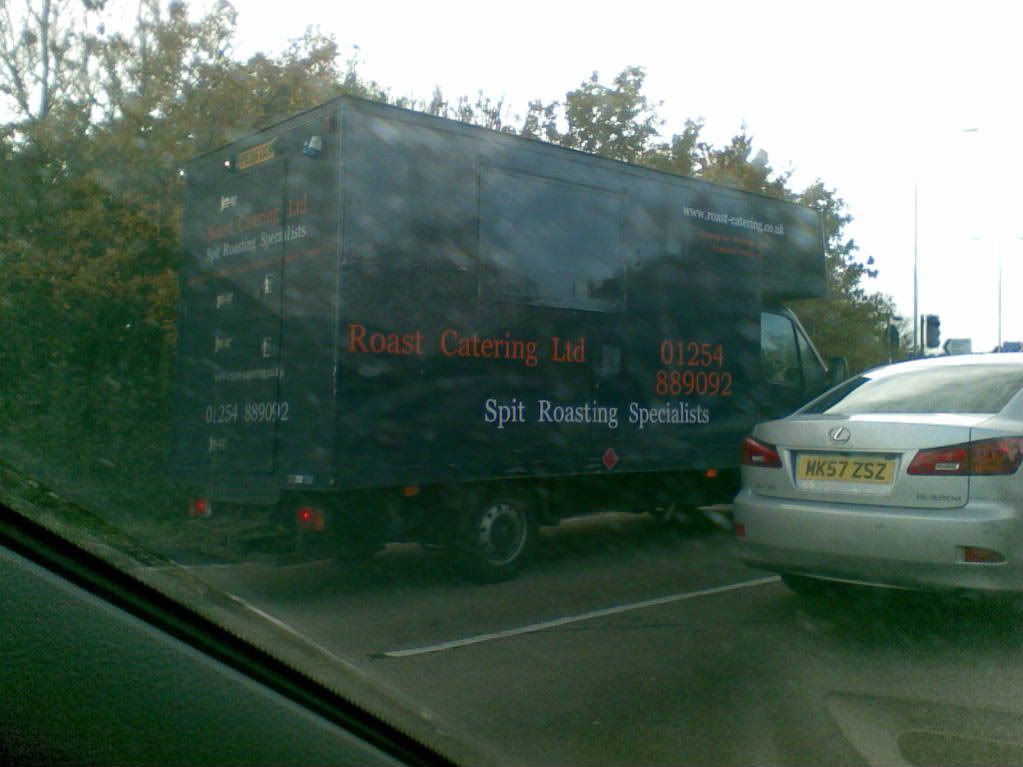 Roast Catering Ltd
Spit Roasting Specialists
01254 889092
www.roast-catering.co.uk
Roast Catering Ltd
01254
889092
Spit Roasting Specialists
MK57 ZSZ